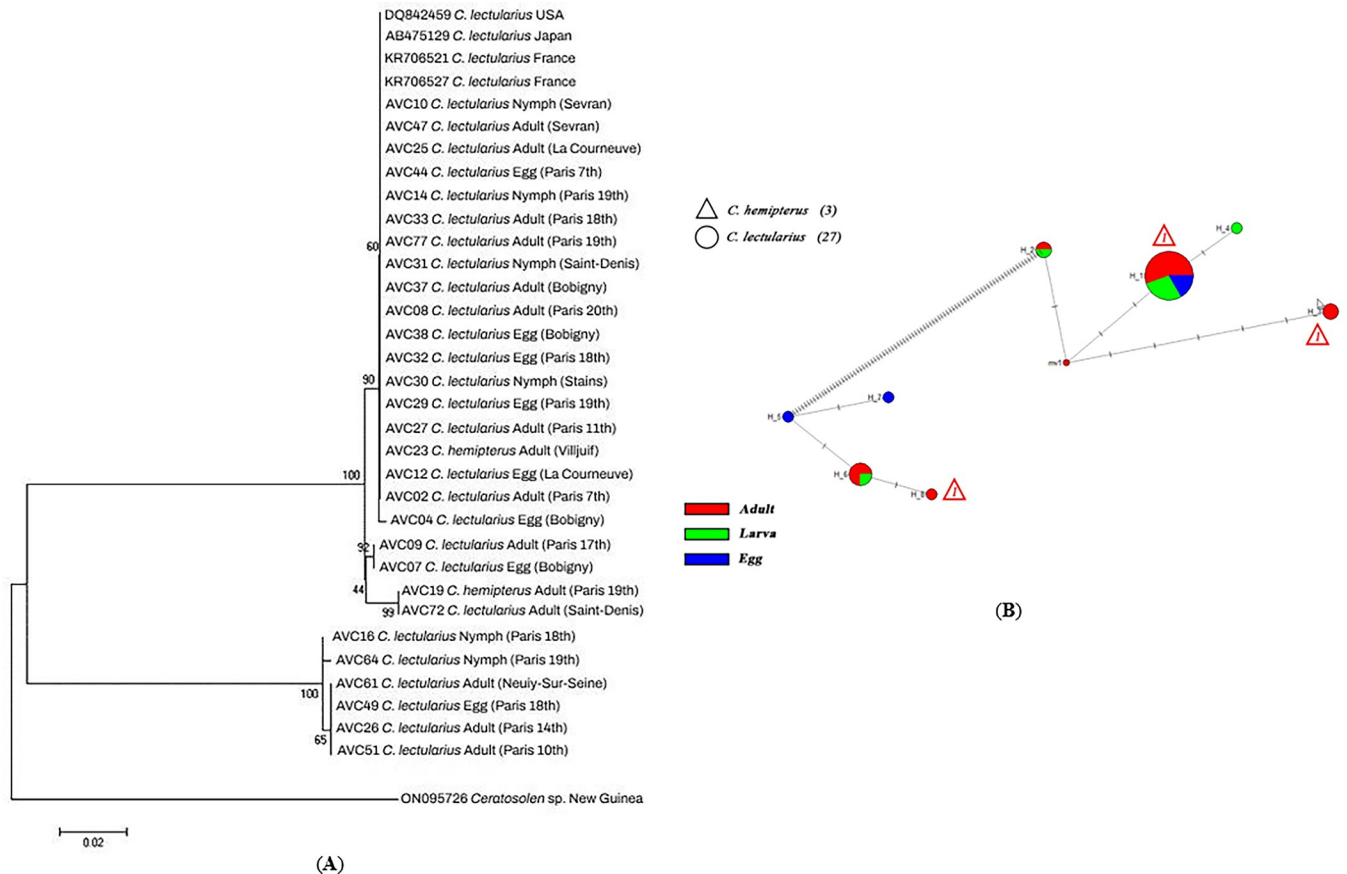 DQ842459 C. lectularius USA
AB475129 C. lectularius Japan
KR706521 C. lectularius France
KR706527 C. lectularius France
AVC10 C. lectularius Nymph (Sevran)
AVC47 C. lectularius Adult (Sevran)
AVC25 C. lectularius Adult (La Courneuve)
AVC44 C. lectularius Egg (Paris 7th)
AVC14 C. lectularius Nymph (Paris 19th)
AVC33 C. lectularius Adult (Paris 18th)
AVC77 C. lectularius Adult (Paris 19th)
60
AVC31 C. lectularius Nymph (Saint-Denis)
AVC37 C. lectularius Adult (Bobigny)
AVC08 C. lectularius Adult (Paris 20th)
AVC38 C. lectularius Egg (Bobigny)
AVC32 C. lectularius Egg (Paris 18th)
90
AVC30 C. lectularius Nymph (Stains)
AVC29 C. lectularius Egg (Paris 19th)
AVC27 C. lectularius Adult (Paris 11th)
AVC23 C. hemipterus Adult (Villjuif)
100
AVC12 C. lectularius Egg (La Courneuve)
AVC02 C. lectularius Adult (Paris 7th)
AVC04 C. lectularius Egg (Bobigny)
92
AVC09 C. lectularius Adult (Paris 17th)
AVC07 C. lectularius Egg (Bobigny)
44
AVC19 C. hemipterus Adult (Paris 19th)
99
AVC72 C. lectularius Adult (Saint-Denis)
AVC16 C. lectularius Nymph (Paris 18th)
AVC64 C. lectularius Nymph (Paris 19th)
AVC61 C. lectularius Adult (Neuiy-Sur-Seine)
100
AVC49 C. lectularius Egg (Paris 18th)
AVC26 C. lectularius Adult (Paris 14th)
65
AVC51 C. lectularius Adult (Paris 10th)
ON095726 Ceratosolen sp. New Guinea
0.02
(A)
C. hemipterus (3)
C. lectularius (27)
H_4
1
H_2
H_1
1
mv1
H_7
H_5
H_6
H_8
1
Adult
Larva
Egg
(B)